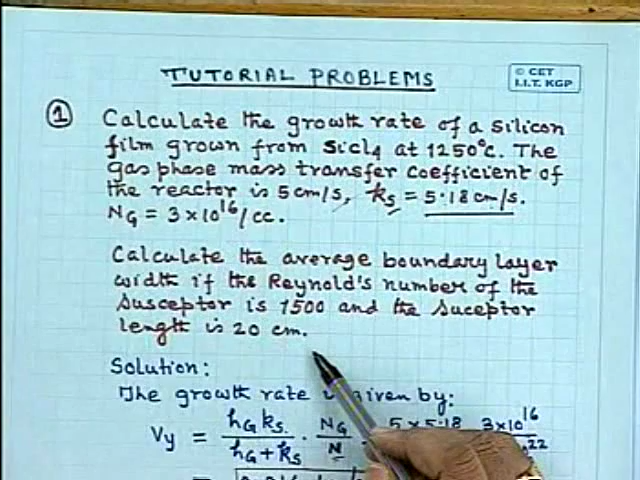 TUTORIAL PROBLEMS
© CET
I.I.T. KGP
① Calculate the growth rate of a silicon
film grown from SiCl4 at 1250°C. The
gas phase mass transfer coefficient of
the reactor is 5 cm/s, ks = 5.18 cm/s.
NG = 3×10^16/cc.
Calculate the average boundary layer
width if the Reynold's number of the
Susceptor is 1500 and the Suceptor
length is 20 cm.
Solution:
The growth rate is given by:
Vy = hG ks / hG + ks · NG / N 5 × 5.18 3×10^16 22
=